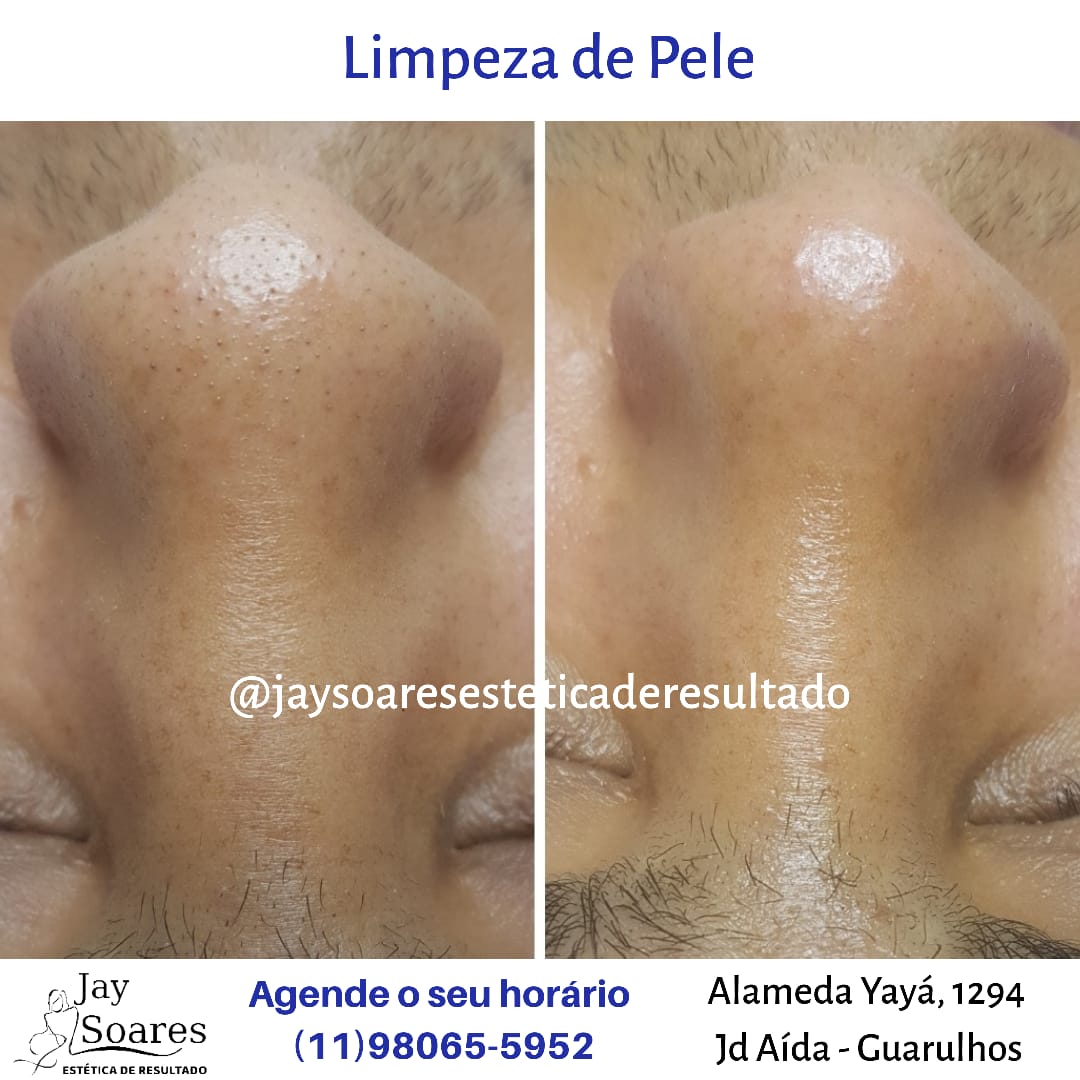 Limpeza de Pele
@jaysoaresesteticaderesultado
Jay
Soares
ESTÉTICA DE RESULTADO
Agende o seu horário
(11)98065-5952
Alameda Yayá, 1294
Jd Aída - Guarulhos